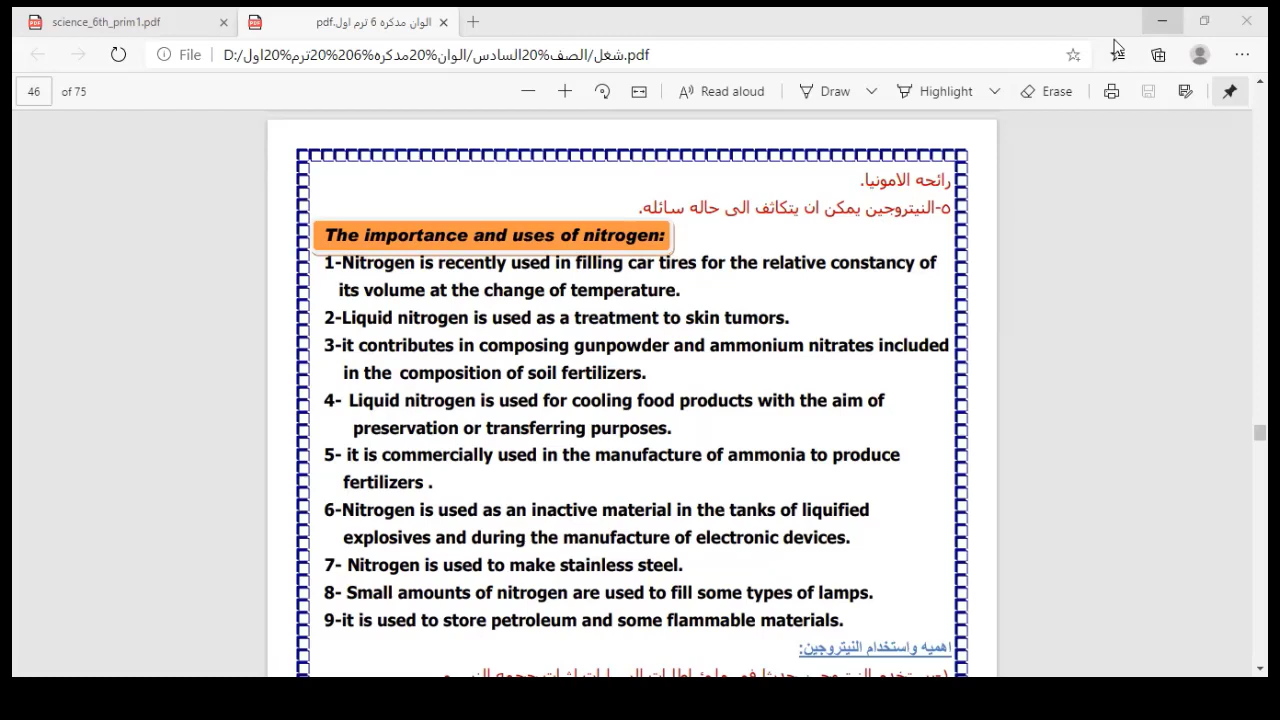 science_6th_prim1.pdf
الوان مذكره 6 ترم اول.pdf
File
D:/شغل/الصف%20السادس/الوان%20مذكره%206%20ترم%20اول.pdf
46 of 75
Read aloud
Draw
Highlight
Erase
رائحه الامونيا.
٥-النيتروجين يمكن ان يتكاثف الى حاله سائله.
The importance and uses of nitrogen:
1-Nitrogen is recently used in filling car tires for the relative constancy of
its volume at the change of temperature.
2-Liquid nitrogen is used as a treatment to skin tumors.
3-it contributes in composing gunpowder and ammonium nitrates included
in the composition of soil fertilizers.
4- Liquid nitrogen is used for cooling food products with the aim of
preservation or transferring purposes.
5- it is commercially used in the manufacture of ammonia to produce
fertilizers .
6-Nitrogen is used as an inactive material in the tanks of liquified
explosives and during the manufacture of electronic devices.
7- Nitrogen is used to make stainless steel.
8- Small amounts of nitrogen are used to fill some types of lamps.
9-it is used to store petroleum and some flammable materials.
اهميه واستخدام النيتروجين: